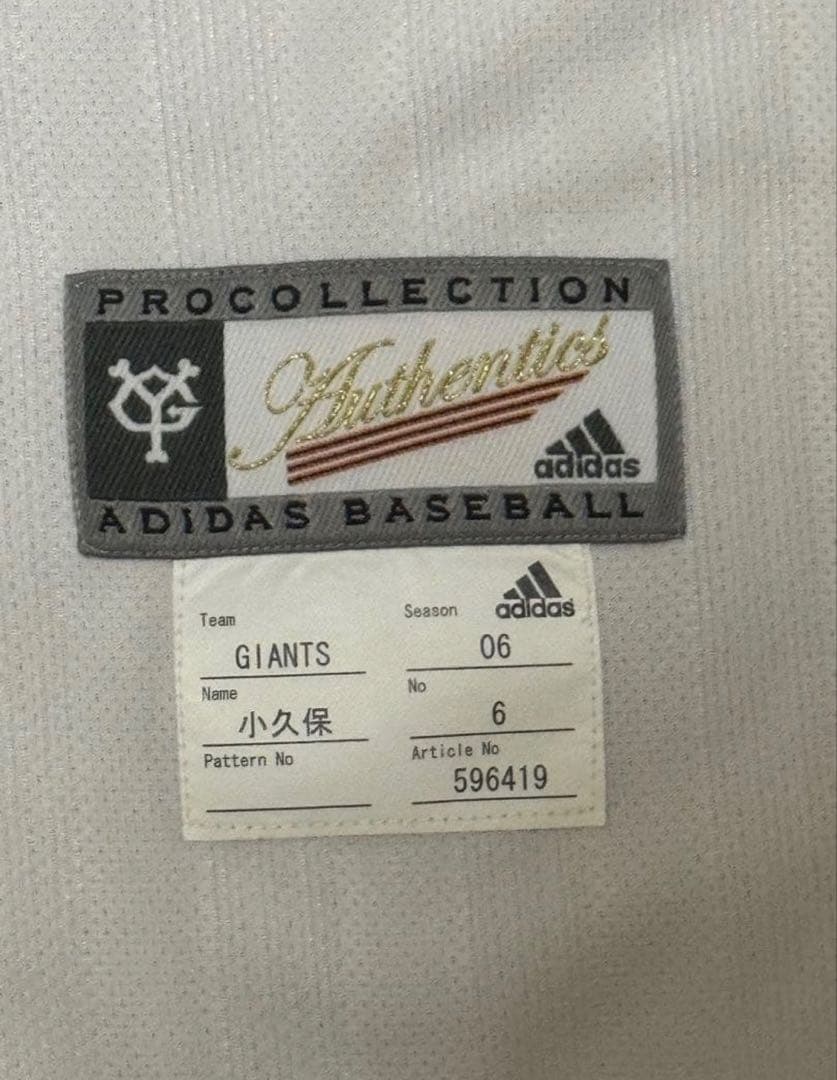 PROCOLLECTION
YG
Authentics
adidas
ADIDAS BASEBALL
adidas
Team
Season
GIANTS
06
Name
No
小久保
6
Pattern No
Article No
596419